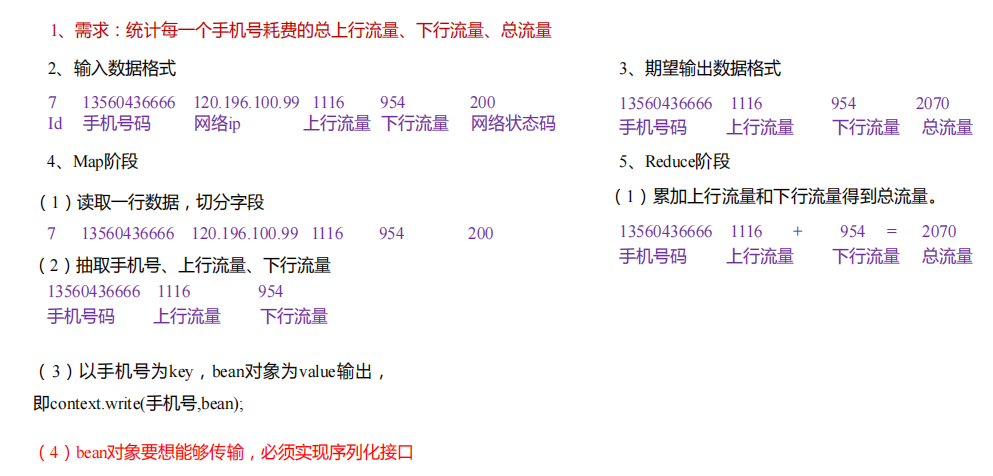 1、需求：统计每一个手机号耗费的总上行流量、下行流量、总流量
2、输入数据格式
7 13560436666 120.196.100.99 1116 954 200
Id 手机号码 网络ip 上行流量 下行流量 网络状态码
3、期望输出数据格式
13560436666 1116 954 2070
手机号码 上行流量 下行流量 总流量
4、Map阶段
（1）读取一行数据，切分字段
7 13560436666 120.196.100.99 1116 954 200
（2）抽取手机号、上行流量、下行流量
13560436666 1116 954
手机号码 上行流量 下行流量
（3）以手机号为key，bean对象为value输出，
即context.write(手机号,bean);
（4）bean对象要想能够传输，必须实现序列化接口
5、Reduce阶段
（1）累加上行流量和下行流量得到总流量。
13560436666 1116 + 954 = 2070
手机号码 上行流量 下行流量 总流量